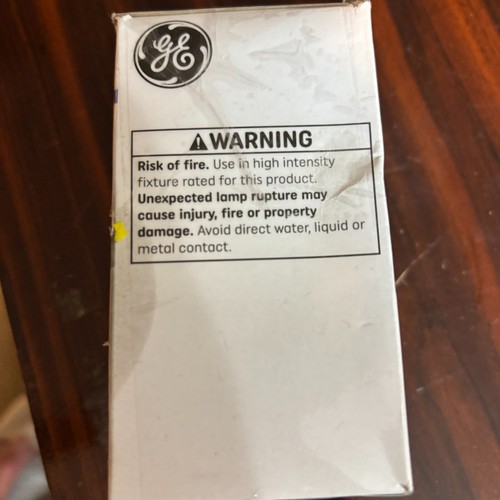 GE
⚠WARNING
Risk of fire. Use in high intensity
fixture rated for this product.
Unexpected lamp rupture may
cause injury, fire or property
damage. Avoid direct water, liquid or
metal contact.